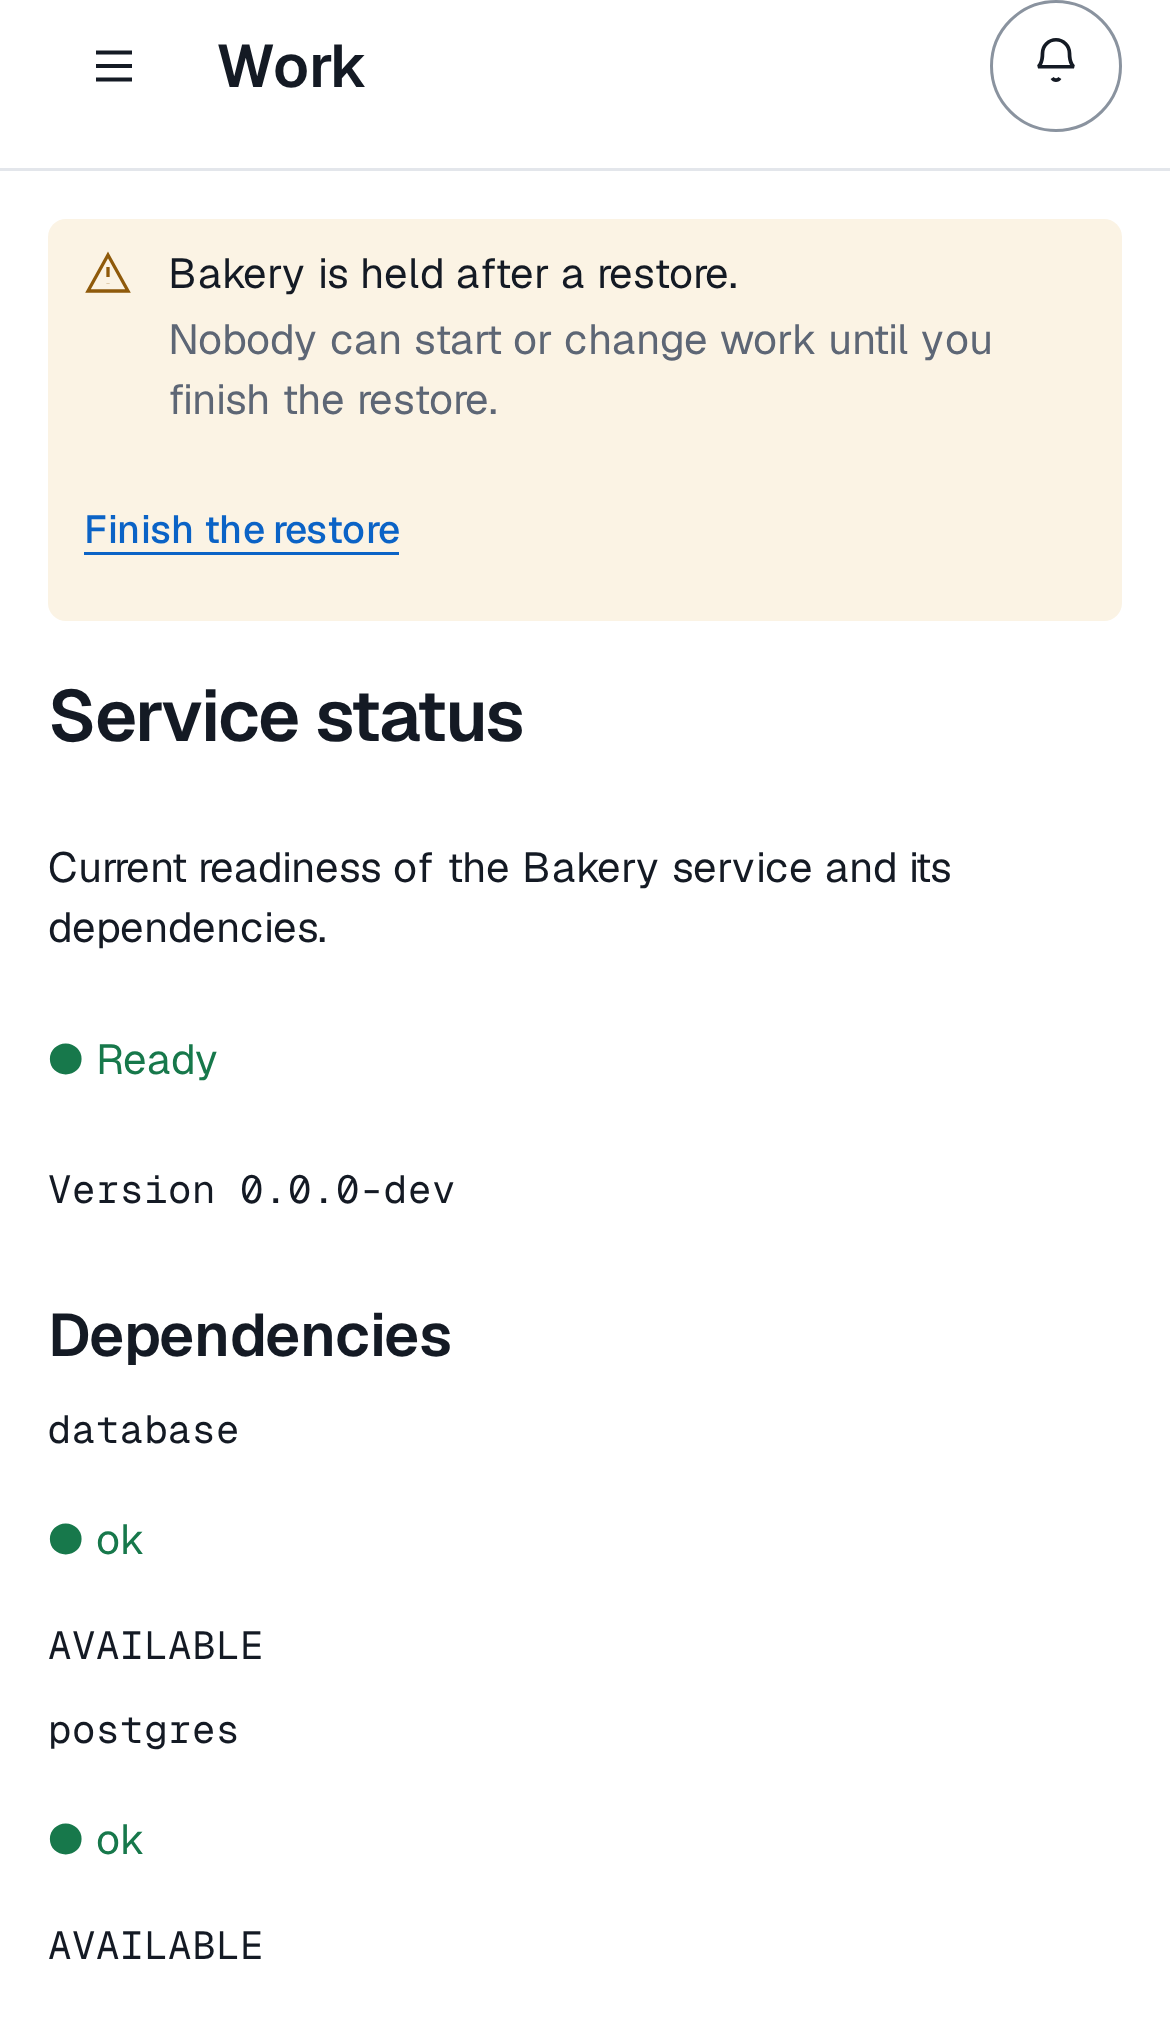 Work
Bakery is held after a restore.
Nobody can start or change work until you
finish the restore.
Finish the restore
Service status
Current readiness of the Bakery service and its
dependencies.
Ready
Version 0.0.0-dev
Dependencies
database
ok
AVAILABLE
postgres
ok
AVAILABLE